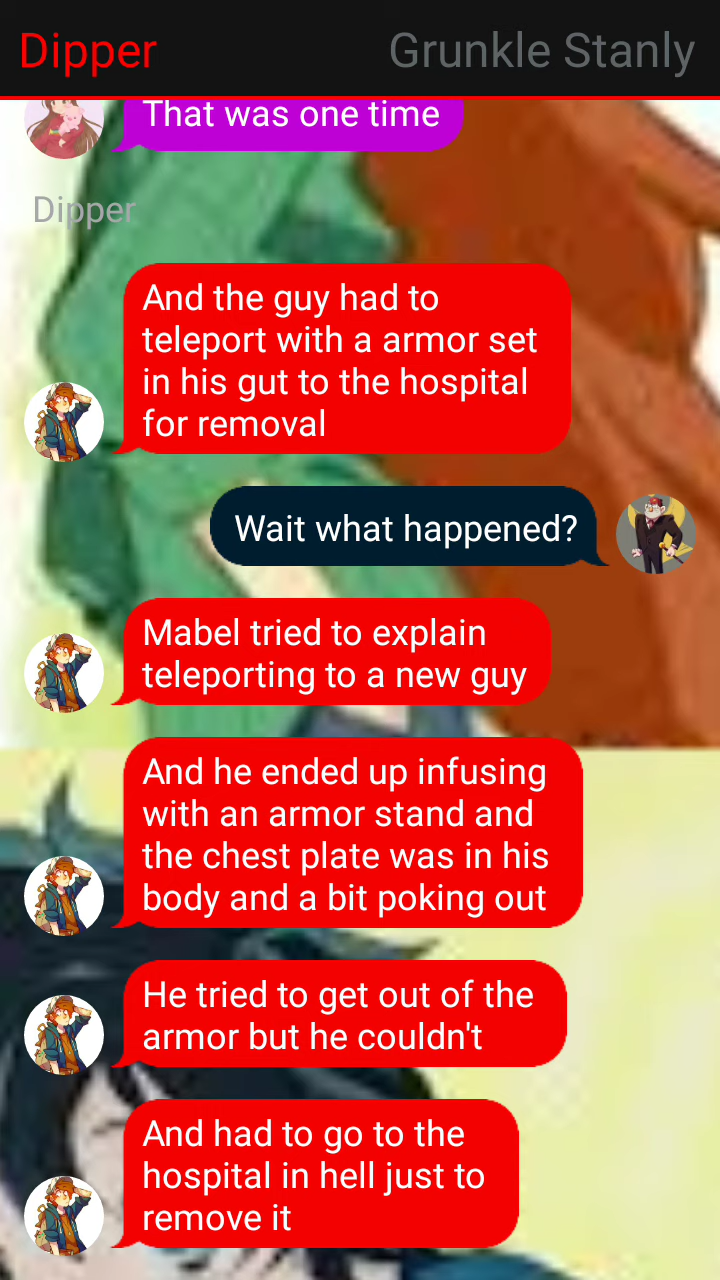 Dipper
Grunkle Stanly
That was one time
Dipper
And the guy had to
teleport with a armor set
in his gut to the hospital
for removal
Wait what happened?
Mabel tried to explain
teleporting to a new guy
And he ended up infusing
with an armor stand and
the chest plate was in his
body and a bit poking out
He tried to get out of the
armor but he couldn't
And had to go to the
hospital in hell just to
remove it